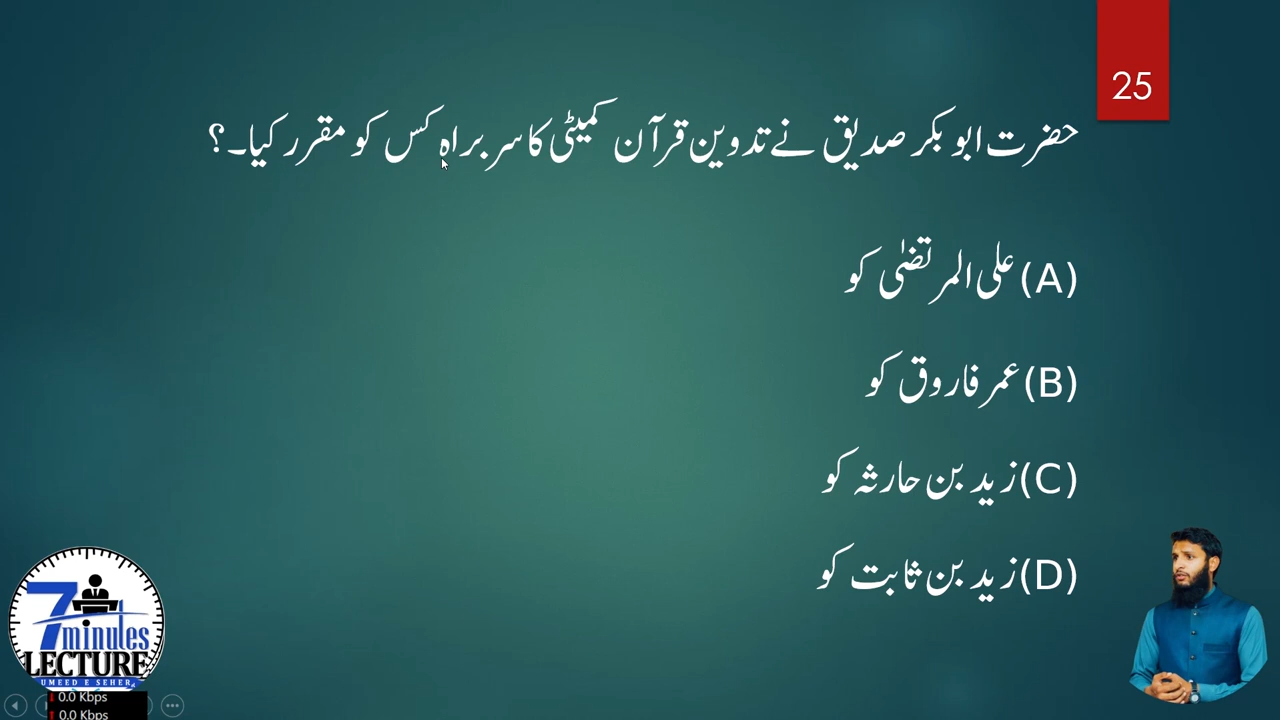 25
حضرت ابو بکر صدیق نے تدوین قرآن کمیٹی کا سربراہ کس کو مقرر کیا۔؟
(A) علی المرتضٰی کو
(B) عمر فاروق کو
(C) زید بن حارثہ کو
(D) زید بن ثابت کو
7
minules
LECTURE
UMEED E SEHER
0.0 Kbps
0.0 Kbps